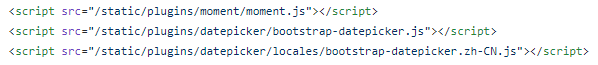 <script src="/static/plugins/moment/moment.js"></script>
<script src="/static/plugins/datepicker/bootstrap-datepicker.js"></script>
<script src="/static/plugins/datepicker/locales/bootstrap-datepicker.zh-CN.js"></script>